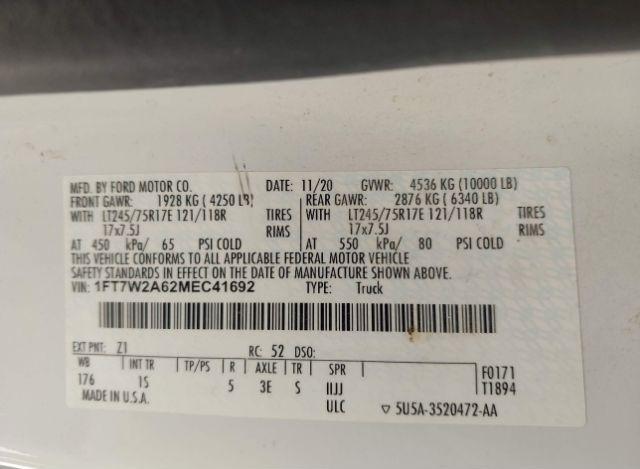 MFD. BY FORD MOTOR CO. DATE: 11/20 GVWR: 4536 KG (10000 LB)
FRONT GAWR: 1928 KG ( 4250 LB) REAR GAWR: 2876 KG ( 6340 LB)
WITH LT245/75R17E 121/118R TIRES WITH LT245/75R17E 121/118R TIRES
17x7.5J RIMS 17x7.5J RIMS
AT 450 kPa/ 65 PSI COLD AT 550 kPa/ 80 PSI COLD
THIS VEHICLE CONFORMS TO ALL APPLICABLE FEDERAL MOTOR VEHICLE
SAFETY STANDARDS IN EFFECT ON THE DATE OF MANUFACTURE SHOWN ABOVE.
VIN: 1FT7W2A62MEC41692 TYPE: Truck
EXT PNT: Z1 RC: 52 DSO:
WB INT TR TP/PS R AXLE TR SPR F0171
176 IS 5 3E S IIJJ T1894
MADE IN U.S.A. ULC ▽ 5U5A-3520472-AA